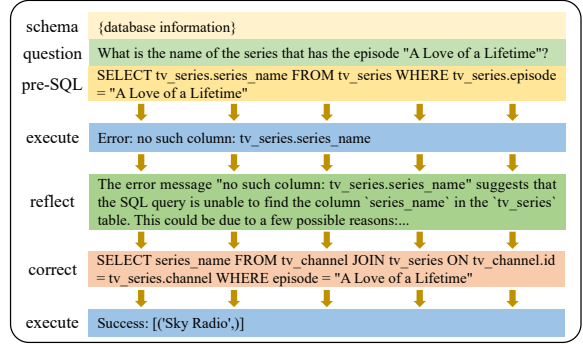 schema {database information}
question What is the name of the series that has the episode "A Love of a Lifetime"?
pre-SQL SELECT tv_series.series_name FROM tv_series WHERE tv_series.episode
= "A Love of a Lifetime"
execute Error: no such column: tv_series.series_name
The error message "no such column: tv_series.series_name" suggests that
reflect the SQL query is unable to find the column `series_name` in the `tv_series`
table. This could be due to a few possible reasons:...
correct SELECT series_name FROM tv_channel JOIN tv_series ON tv_channel.id
= tv_series.channel WHERE episode = "A Love of a Lifetime"
execute Success: [('Sky Radio',)]